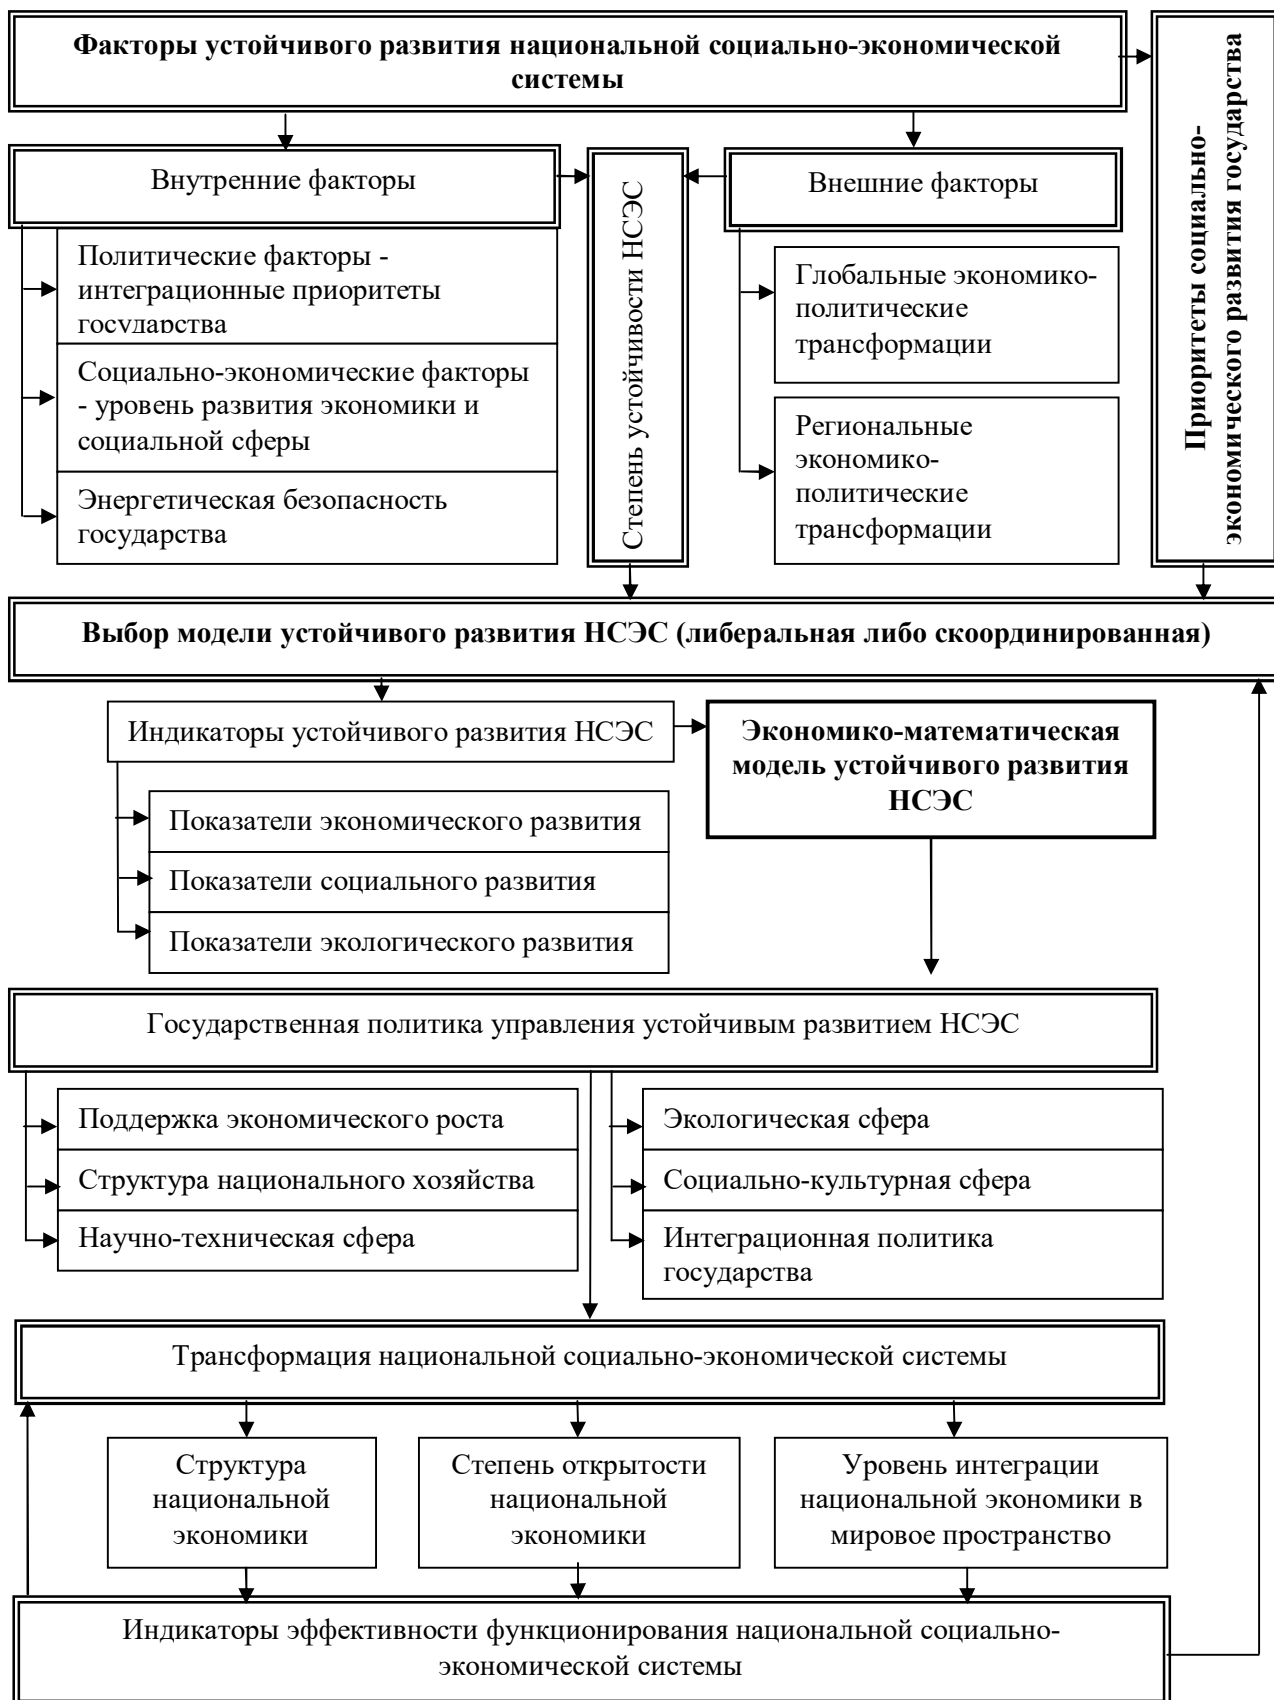 Факторы устойчивого развития национальной социально-экономической
системы
Приоритеты социально-
экономического развития государства
Внутренние факторы
Степень устойчивости НСЭС
Внешние факторы
Политические факторы -
интеграционные приоритеты
государства
Социально-экономические факторы
- уровень развития экономики и
социальной сферы
Энергетическая безопасность
государства
Глобальные экономико-
политические
трансформации
Региональные
экономико-
политические
трансформации
Выбор модели устойчивого развития НСЭС (либеральная либо скоординированная)
Индикаторы устойчивого развития НСЭС
Экономико-математическая
модель устойчивого развития
НСЭС
Показатели экономического развития
Показатели социального развития
Показатели экологического развития
Государственная политика управления устойчивым развитием НСЭС
Поддержка экономического роста
Структура национального хозяйства
Научно-техническая сфера
Экологическая сфера
Социально-культурная сфера
Интеграционная политика
государства
Трансформация национальной социально-экономической системы
Структура
национальной
экономики
Степень открытости
национальной
экономики
Уровень интеграции
национальной экономики в
мировое пространство
Индикаторы эффективности функционирования национальной социально-
экономической системы